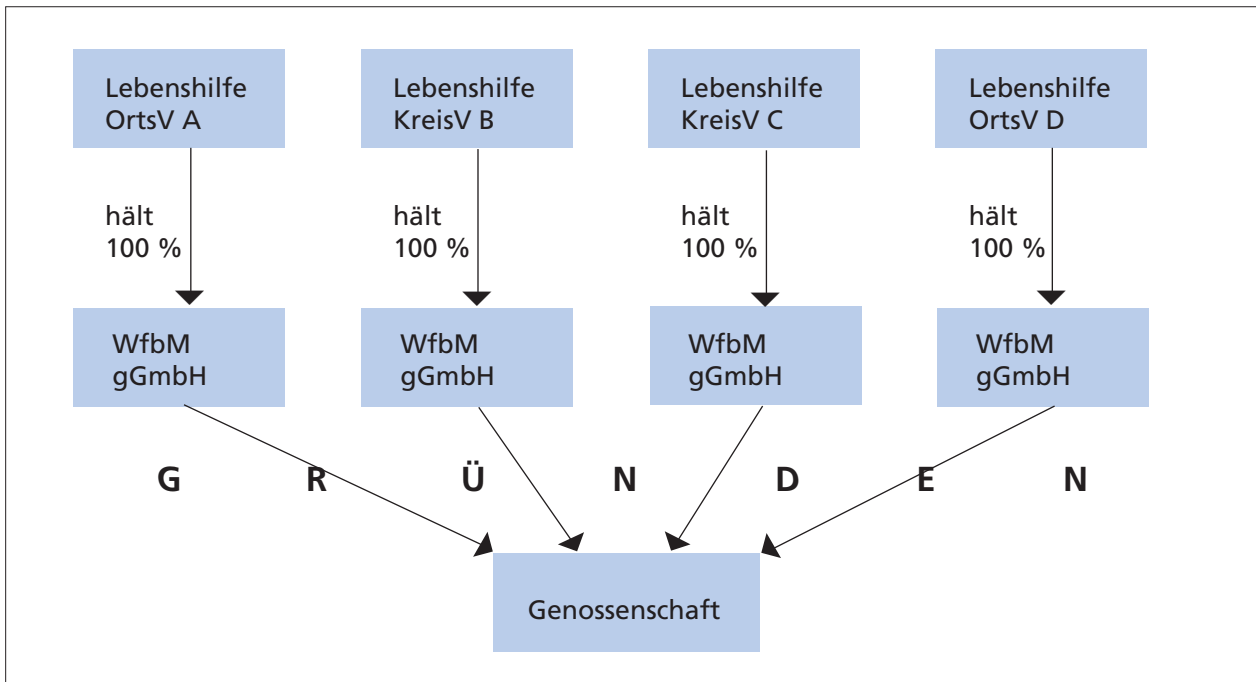 Lebenshilfe
OrtsV A
Lebenshilfe
KreisV B
Lebenshilfe
KreisV C
Lebenshilfe
OrtsV D
hält
100 %
hält
100 %
hält
100 %
hält
100 %
WfbM
gGmbH
WfbM
gGmbH
WfbM
gGmbH
WfbM
gGmbH
G R Ü N D E N
Genossenschaft